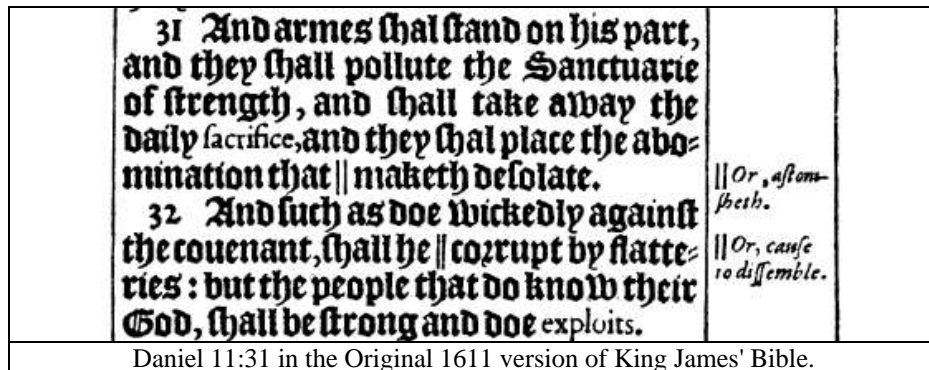 31 And armes ſhal ſtand on his part,
and they ſhall pollute the Sanctuarie
of ſtrength, and ſhall take away the
daily ſacrifice, and they ſhal place the abo=
mination that || maketh deſolate.
32 And ſuch as doe wickedly againſt
the couenant, ſhall he || coꝛrupt by flatte=
ries : but the people that do know their
God, ſhall be ſtrong and doe exploits.
|| Or, aſtoni-
ſheth.
|| Or, cauſe
to diſſemble.
Daniel 11:31 in the Original 1611 version of King James' Bible.